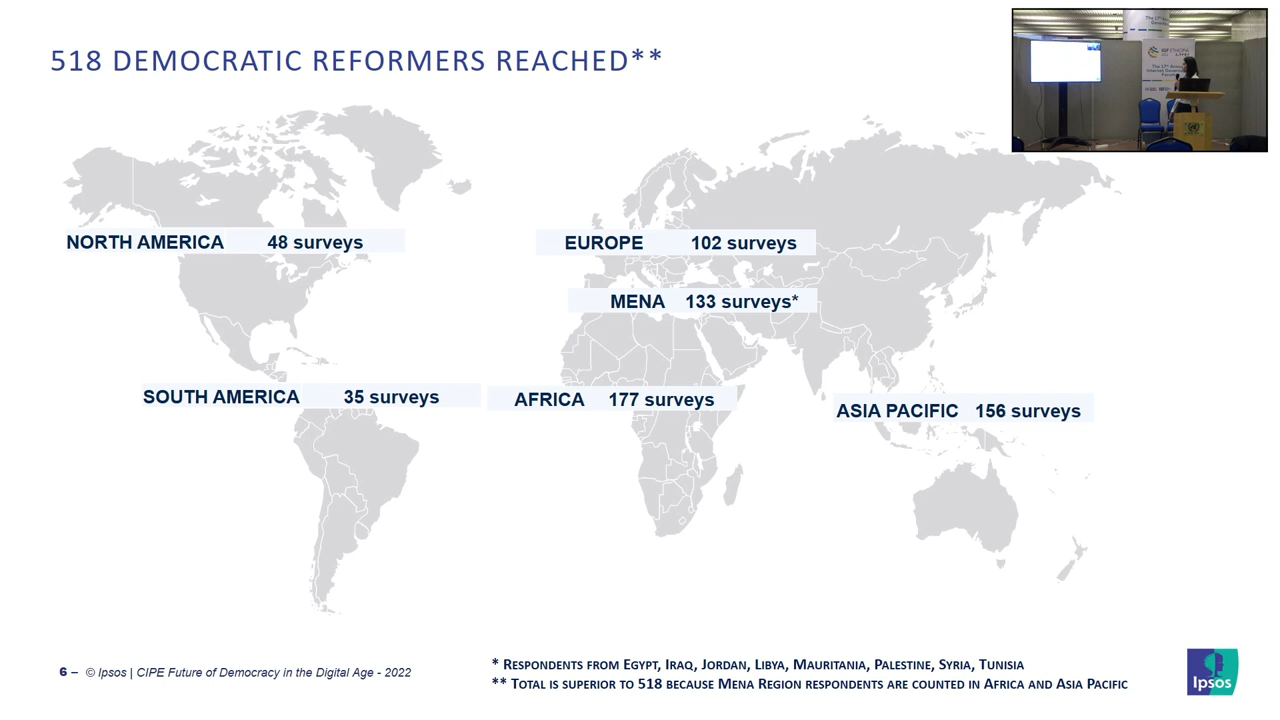 518 DEMOCRATIC REFORMERS REACHED**
NORTH AMERICA 48 surveys
EUROPE 102 surveys
MENA 133 surveys*
SOUTH AMERICA 35 surveys
AFRICA 177 surveys
ASIA PACIFIC 156 surveys
6 – © Ipsos | CIPE Future of Democracy in the Digital Age - 2022
* RESPONDENTS FROM EGYPT, IRAQ, JORDAN, LIBYA, MAURITANIA, PALESTINE, SYRIA, TUNISIA
** TOTAL IS SUPERIOR TO 518 BECAUSE MENA REGION RESPONDENTS ARE COUNTED IN AFRICA AND ASIA PACIFIC
Ipsos